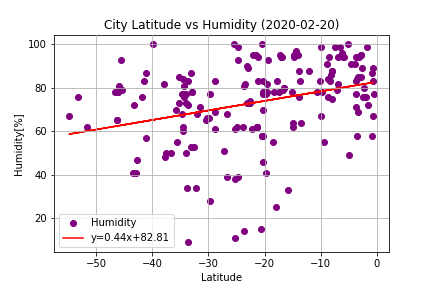 City Latitude vs Humidity (2020-02-20)
Humidity[%]
100
80
60
40
20
Humidity
y=0.44x+82.81
−50 −40 −30 −20 −10 0
Latitude